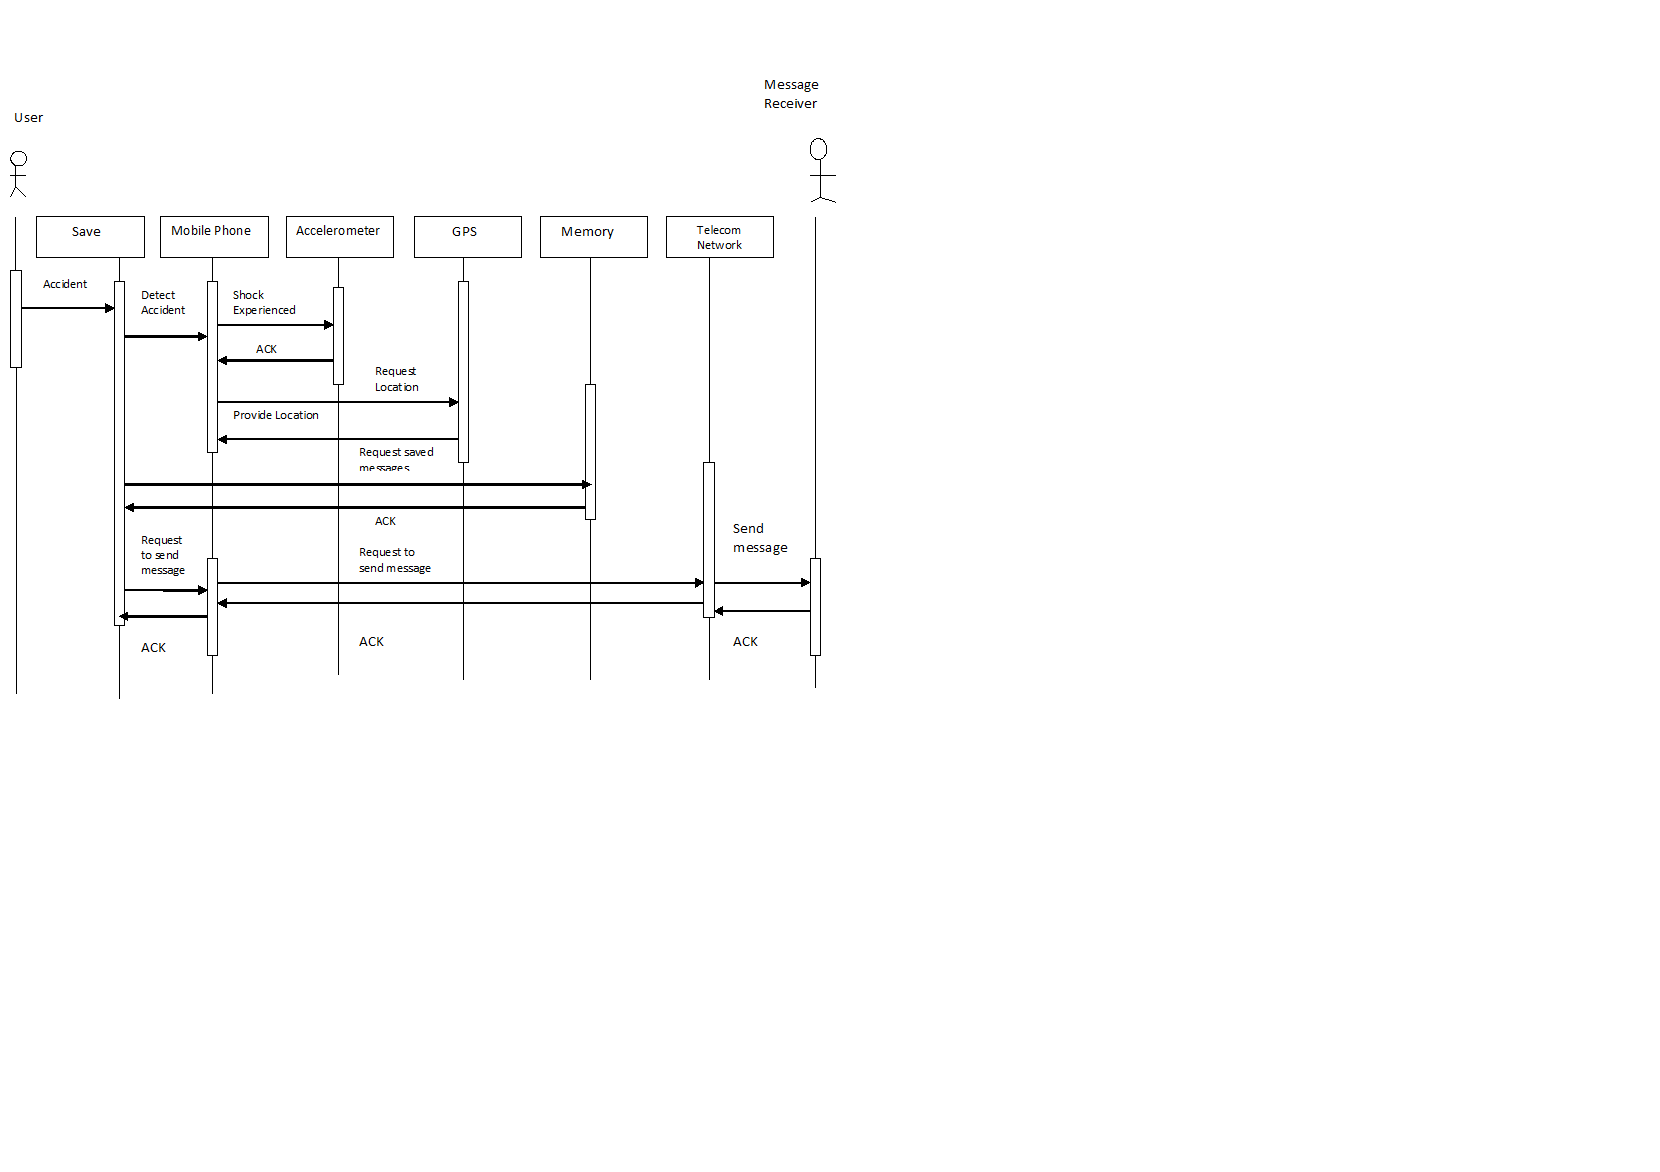 Message
Receiver
User
Save
Mobile Phone
Accelerometer
GPS
Memory
Telecom
Network
Accident
Detect
Accident
Shock
Experienced
ACK
Request
Location
Provide Location
Request saved
messages
ACK
Send
message
Request
to send
message
Request to
send message
ACK
ACK
ACK